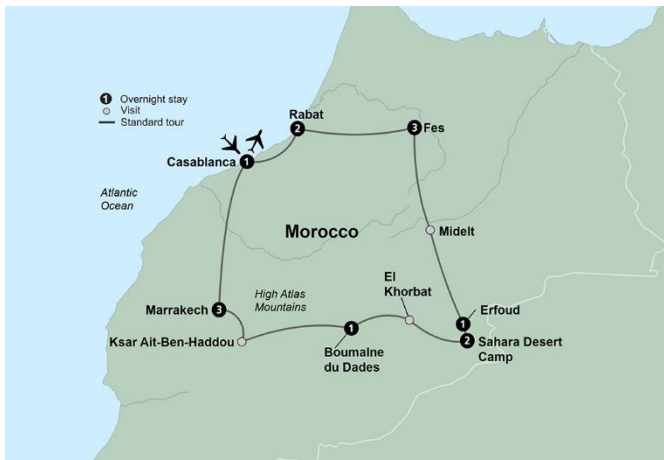 1 Overnight stay
Visit
Standard tour
Rabat
2
3 Fes
Casablanca 1
Atlantic
Ocean
Morocco
Midelt
El
Khorbat
High Atlas
Mountains
Marrakech 3
1 Erfoud
Ksar Ait-Ben-Haddou
1
2 Sahara Desert
Camp
Boumalne
du Dades